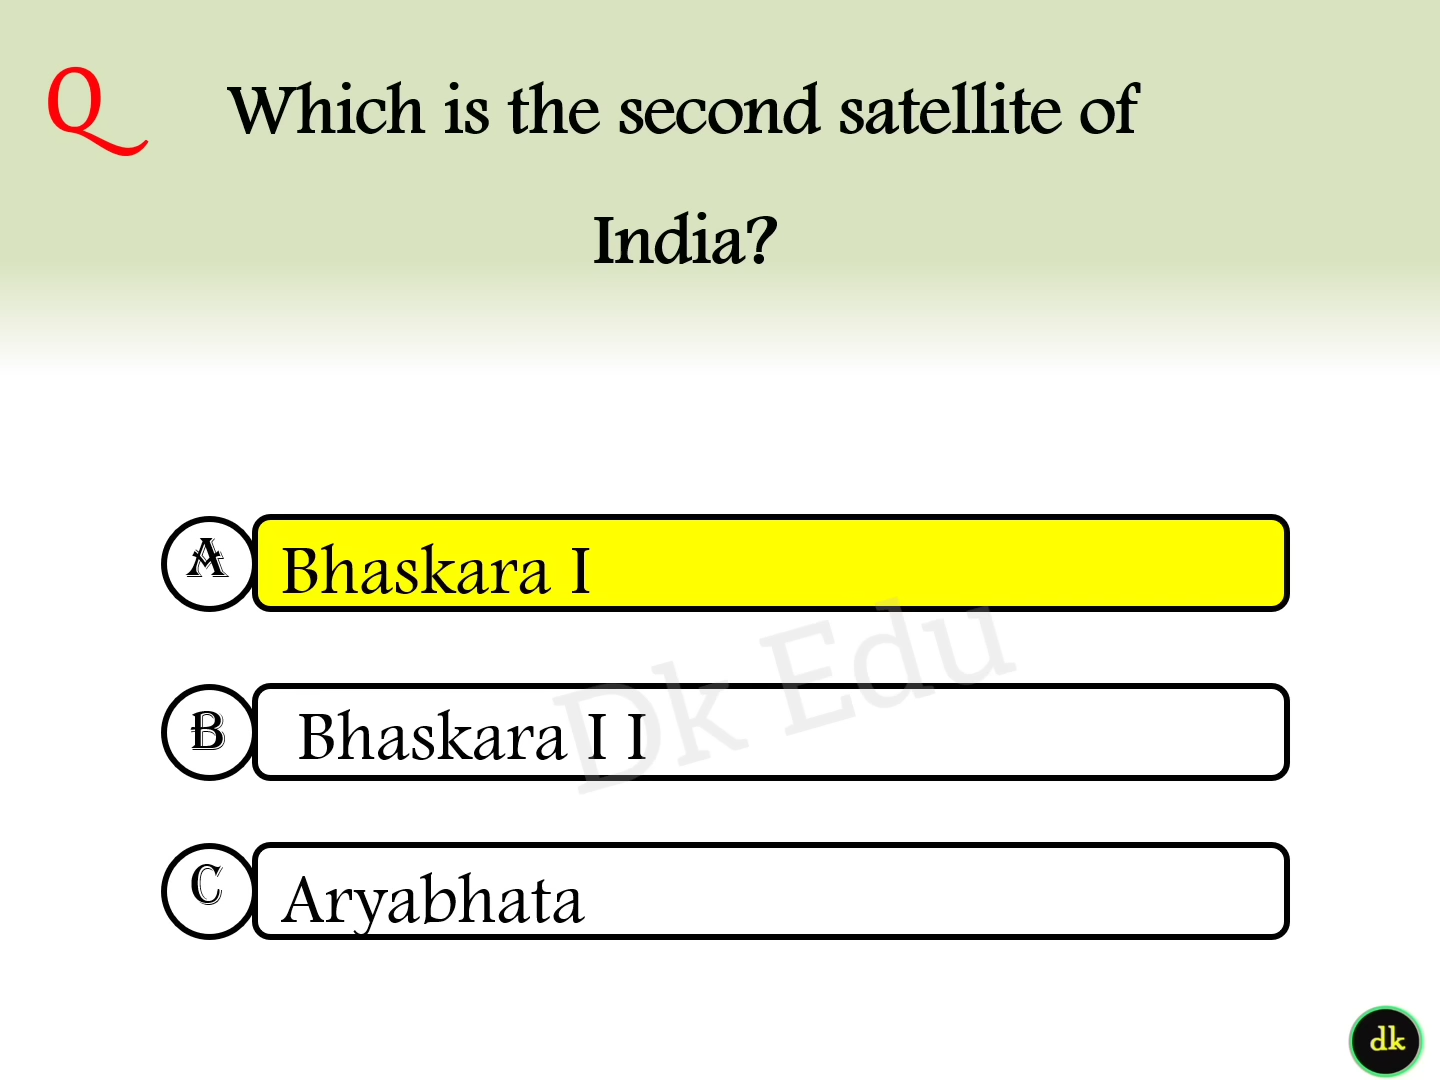 Q Which is the second satellite of
India?
A Bhaskara I
B Bhaskara I I
C Aryabhata
Dk Edu
dk